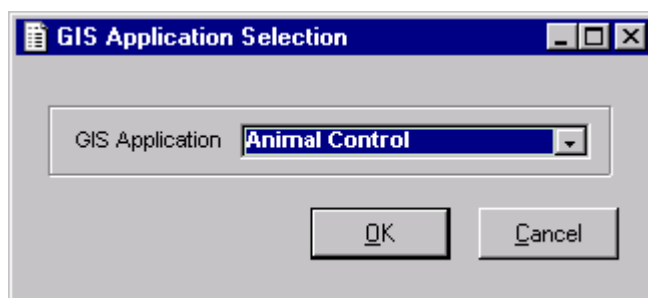 GIS Application Selection
GIS Application Animal Control
OK Cancel